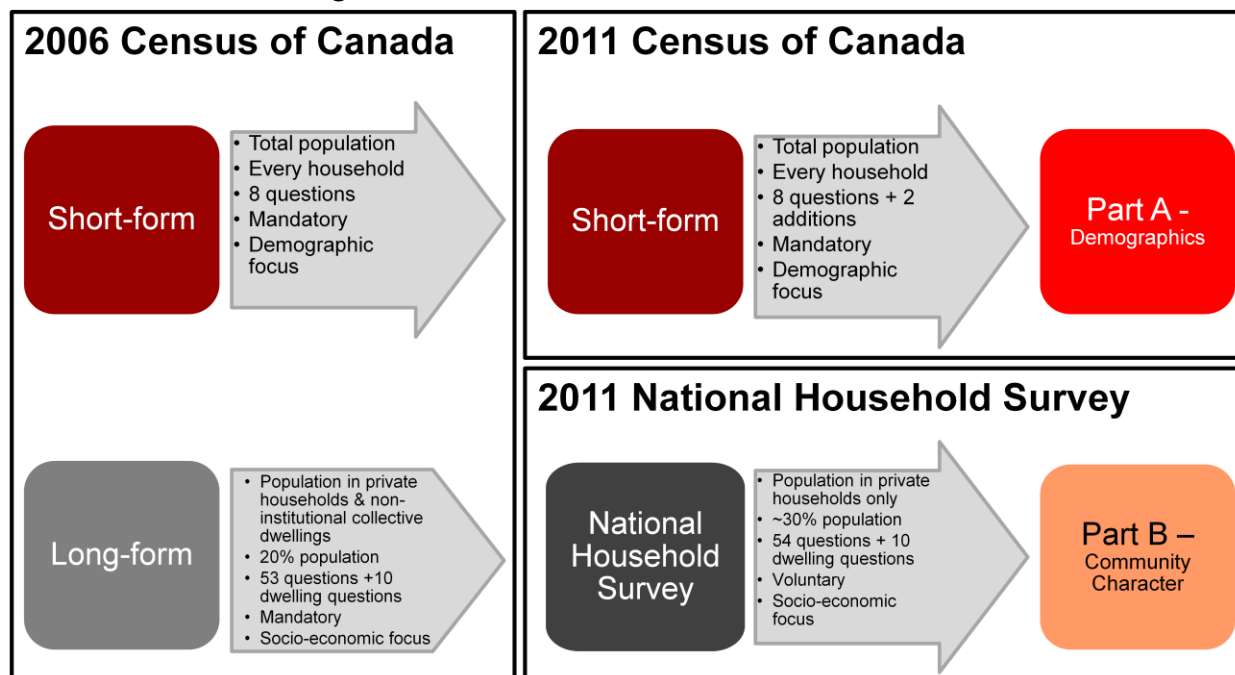 2006 Census of Canada
Short-form
• Total population
• Every household
• 8 questions
• Mandatory
• Demographic
focus
Long-form
• Population in private
households & non-
institutional collective
dwellings
• 20% population
• 53 questions +10
dwelling questions
• Mandatory
• Socio-economic focus
2011 Census of Canada
Short-form
• Total population
• Every household
• 8 questions + 2
additions
• Mandatory
• Demographic
focus
Part A -
Demographics
2011 National Household Survey
National
Household
Survey
• Population in private
households only
• ~30% population
• 54 questions + 10
dwelling questions
• Voluntary
• Socio-economic
focus
Part B –
Community
Character